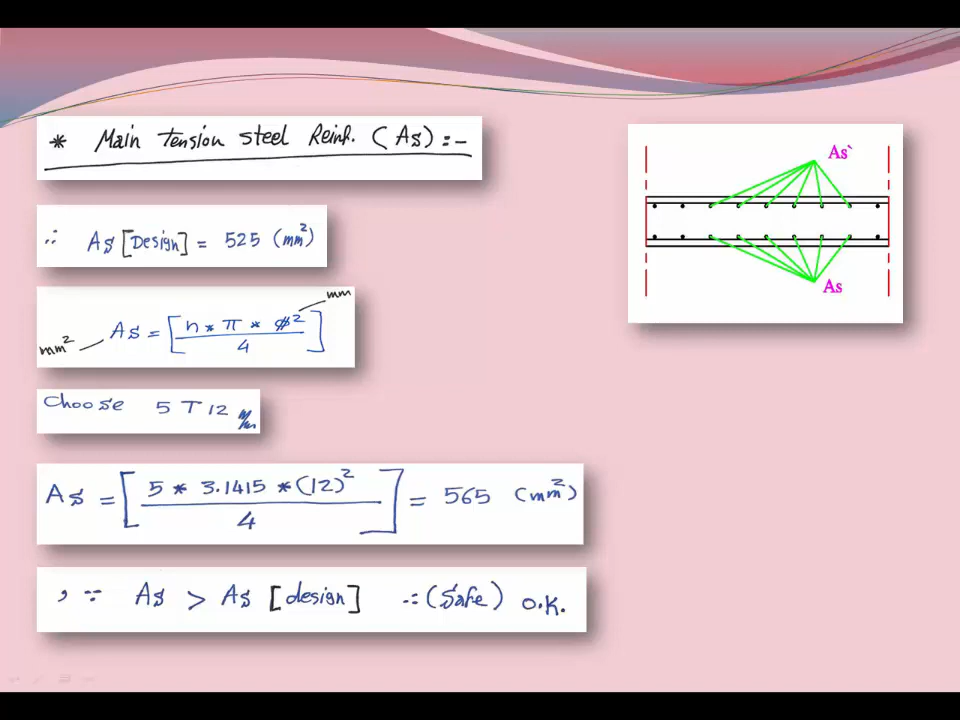 * Main Tension steel Reinf. (As) :-
∴ As [Design] = 525 (mm²)
mm² As = [n * π * φ² / 4] mm
Choose 5 T 12 m/m
As = [5 * 3.1415 * (12)² / 4] = 565 (mm²)
, ∵ As > As [design] ∴ (Safe) O.K.
As`
As